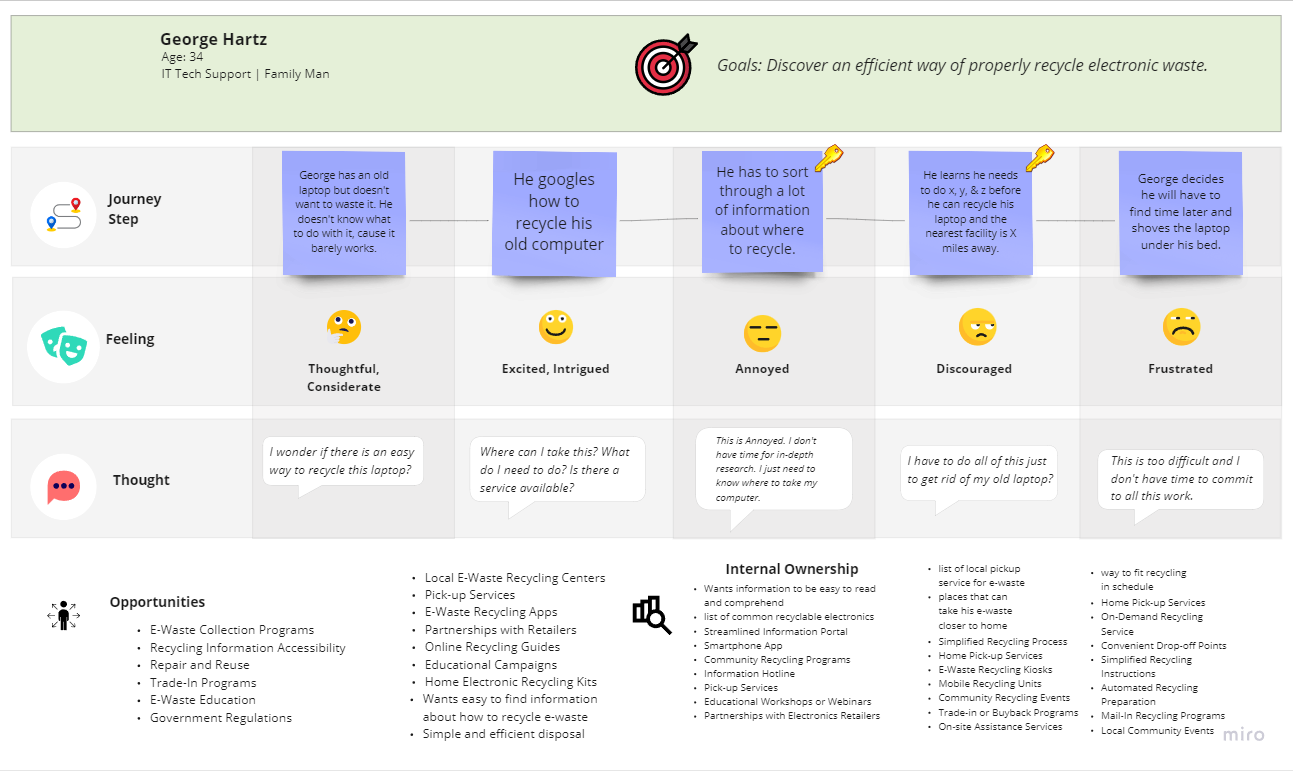 George Hartz
Age: 34
IT Tech Support | Family Man
Goals: Discover an efficient way of properly recycle electronic waste.
Journey
Step
George has an old
laptop but doesn't
want to waste it. He
doesn't know what
to do with it, cause it
barely works.
He googles
how to
recycle his
old computer
He has to sort
through a lot
of information
about where
to recycle.
He learns he needs
to do x, y, & z before
he can recycle his
laptop and the
nearest facility is X
miles away.
George decides
he will have to
find time later and
shoves the laptop
under his bed.
Feeling
Thoughtful,
Considerate
Excited, Intrigued
Annoyed
Discouraged
Frustrated
Thought
I wonder if there is an easy
way to recycle this laptop?
Where can I take this? What
do I need to do? Is there a
service available?
This is Annoyed. I don't
have time for in-depth
research. I just need to
know where to take my
computer.
I have to do all of this just
to get rid of my old laptop?
This is too difficult and I
don't have time to commit
to all this work.
Opportunities
• E-Waste Collection Programs
• Recycling Information Accessibility
• Repair and Reuse
• Trade-In Programs
• E-Waste Education
• Government Regulations
• Local E-Waste Recycling Centers
• Pick-up Services
• E-Waste Recycling Apps
• Partnerships with Retailers
• Online Recycling Guides
• Educational Campaigns
• Home Electronic Recycling Kits
• Wants easy to find information
about how to recycle e-waste
• Simple and efficient disposal
Internal Ownership
• Wants information to be easy to read
and comprehend
• list of common recyclable electronics
• Streamlined Information Portal
• Smartphone App
• Community Recycling Programs
• Information Hotline
• Pick-up Services
• Educational Workshops or Webinars
• Partnerships with Electronics Retailers
• list of local pickup
service for e-waste
• places that can
take his e-waste
closer to home
• Simplified Recycling Process
• Home Pick-up Services
• E-Waste Recycling Kiosks
• Mobile Recycling Units
• Community Recycling Events
• Trade-in or Buyback Programs
• On-site Assistance Services
• way to fit recycling
in schedule
• Home Pick-up Services
• On-Demand Recycling
Service
• Convenient Drop-off Points
• Simplified Recycling
Instructions
• Automated Recycling
Preparation
• Mail-In Recycling Programs
• Local Community Events
miro